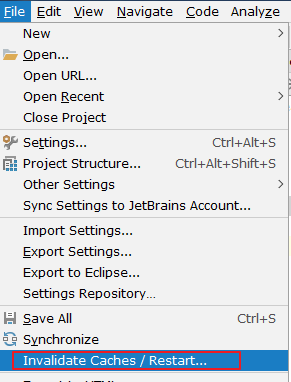 File Edit View Navigate Code Analyze
New
Open...
Open URL...
Open Recent
Close Project
Settings... Ctrl+Alt+S
Project Structure... Ctrl+Alt+Shift+S
Other Settings
Sync Settings to JetBrains Account...
Import Settings...
Export Settings...
Export to Eclipse...
Settings Repository...
Save All Ctrl+S
Synchronize
Invalidate Caches / Restart...